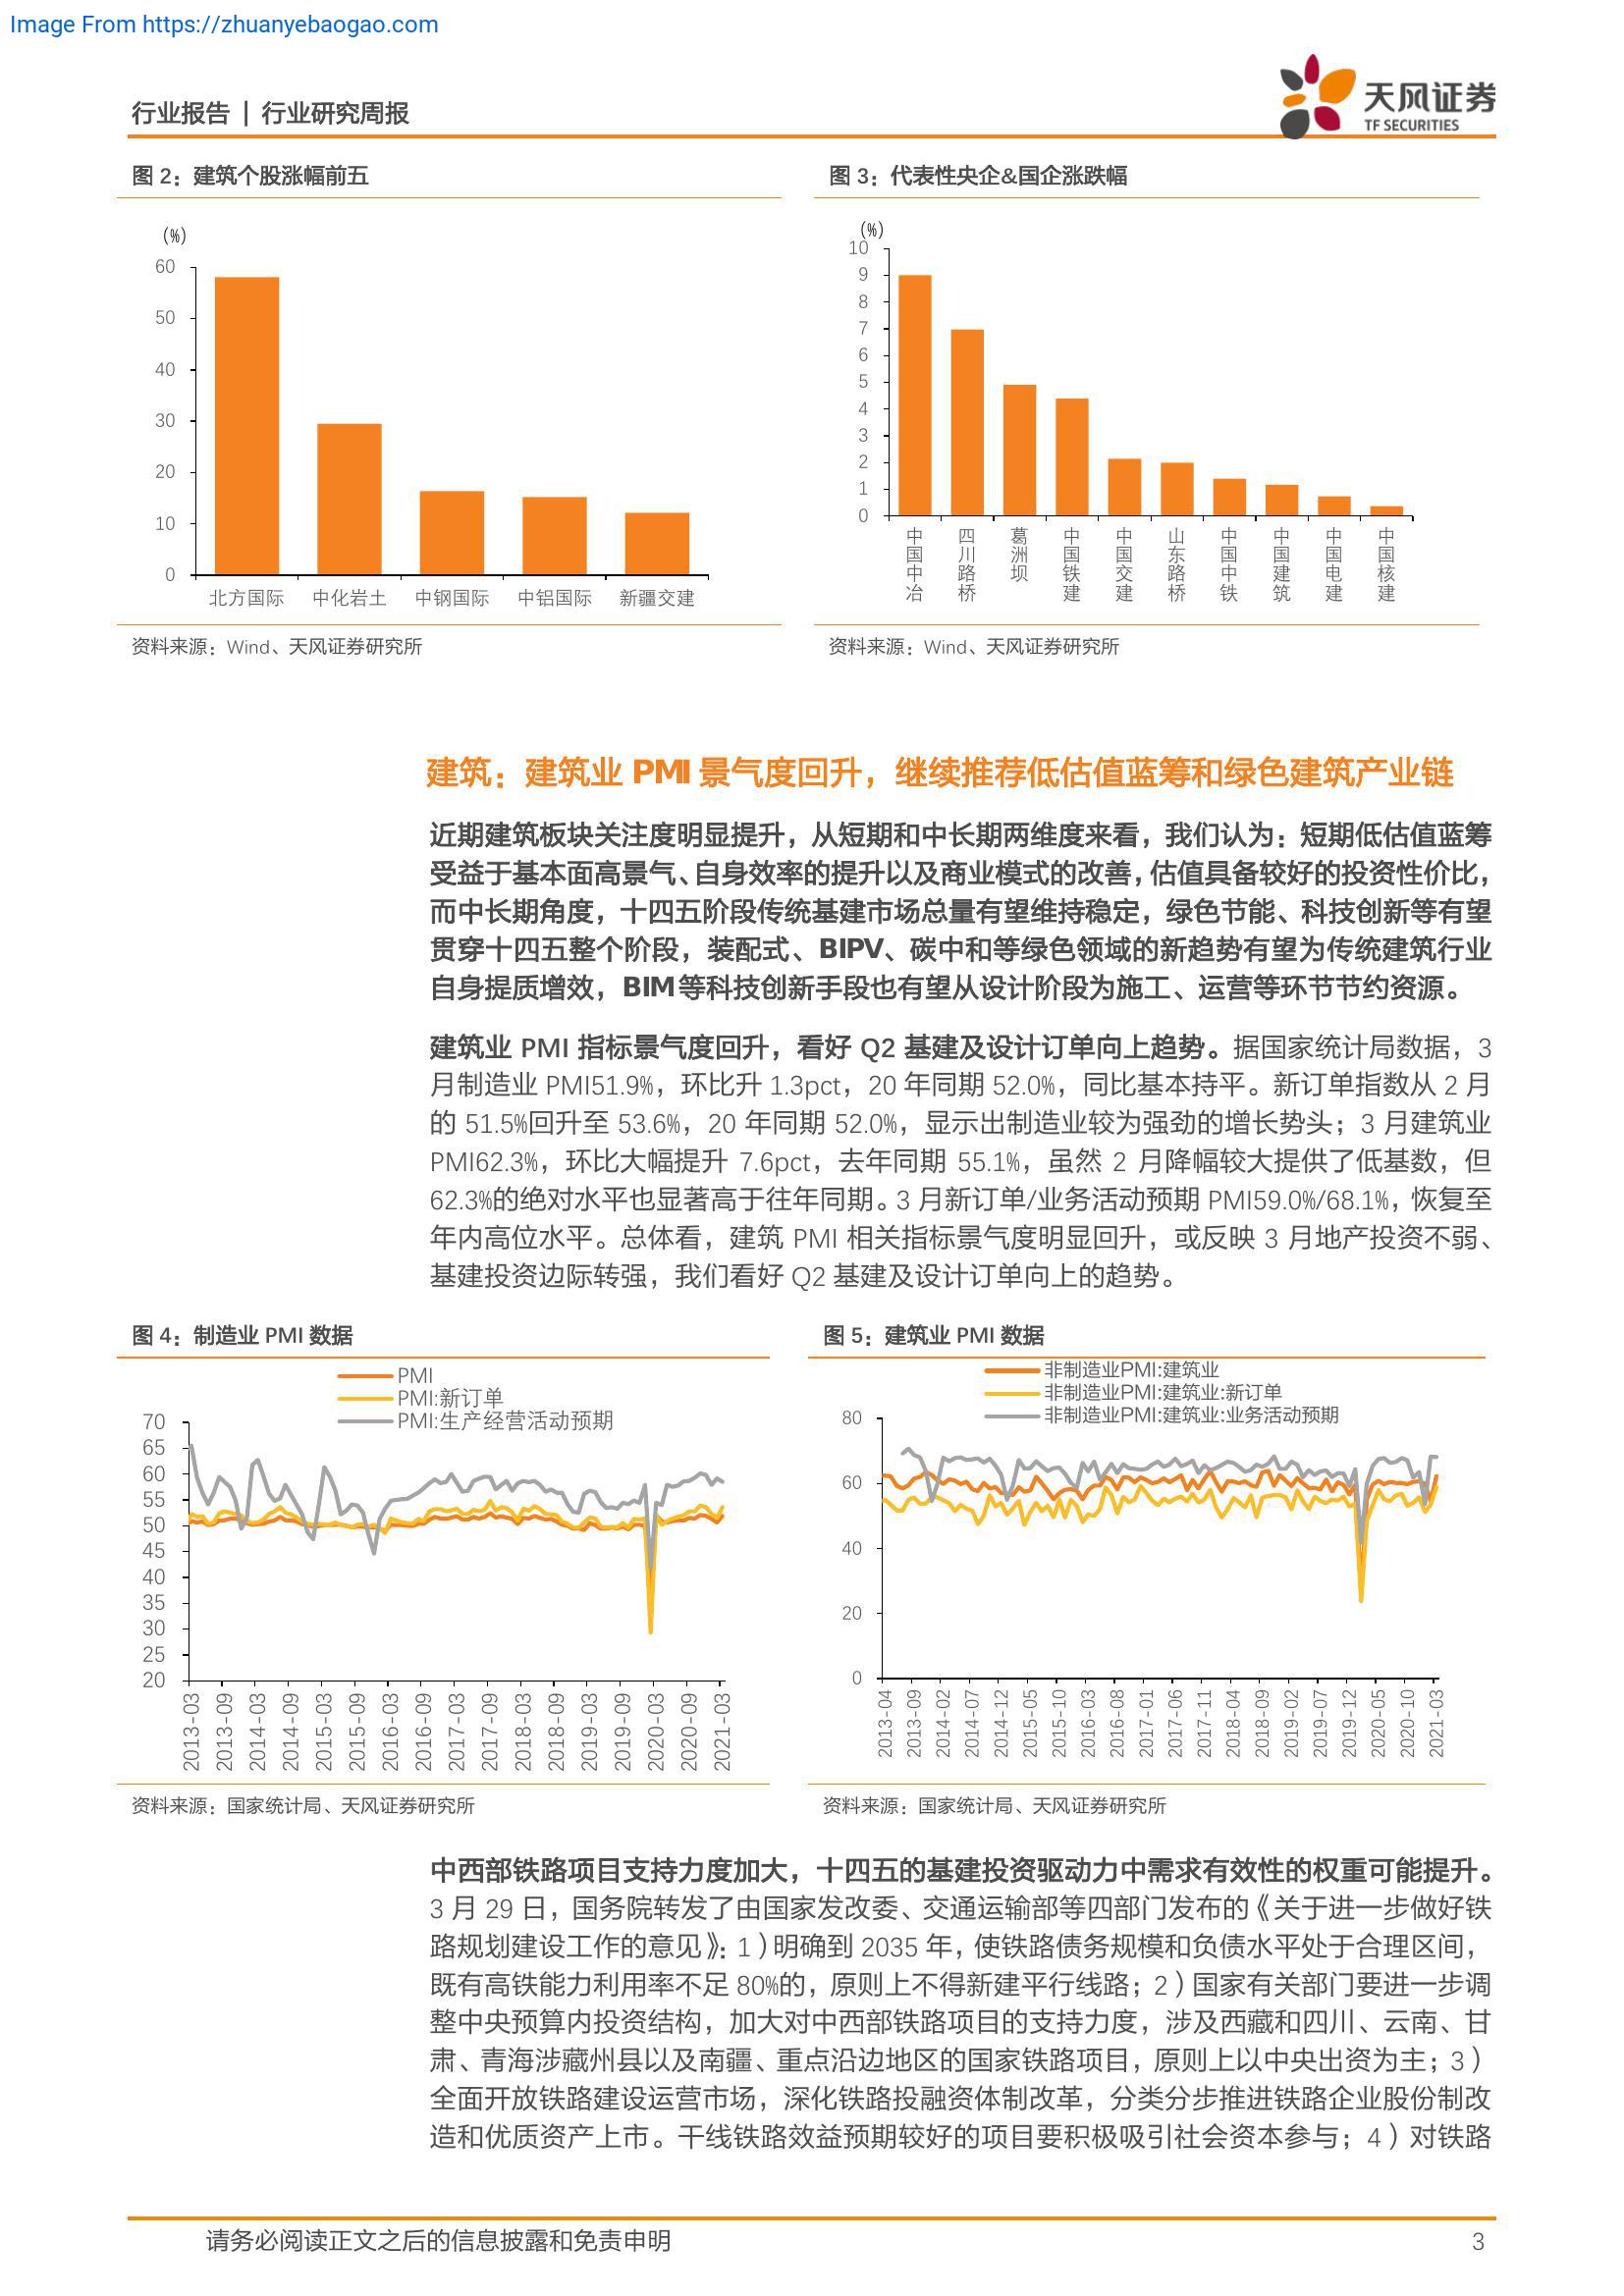 Image From https://zhuanyebaogao.com
行业报告 | 行业研究周报
天风证券
TF SECURITIES
图 2：建筑个股涨幅前五
(%)
60
50
40
30
20
10
0
北方国际 中化岩土 中钢国际 中铝国际 新疆交建
资料来源：Wind、天风证券研究所
图 3：代表性央企&国企涨跌幅
(%)
10
9
8
7
6
5
4
3
2
1
0
中国中冶 四川路桥 葛洲坝 中国铁建 中国交建 山东路桥 中国中铁 中国建筑 中国电建 中国核建
资料来源：Wind、天风证券研究所
建筑：建筑业 PMI 景气度回升，继续推荐低估值蓝筹和绿色建筑产业链
近期建筑板块关注度明显提升，从短期和中长期两维度来看，我们认为：短期低估值蓝筹
受益于基本面高景气、自身效率的提升以及商业模式的改善，估值具备较好的投资性价比，
而中长期角度，十四五阶段传统基建市场总量有望维持稳定，绿色节能、科技创新等有望
贯穿十四五整个阶段，装配式、BIPV、碳中和等绿色领域的新趋势有望为传统建筑行业
自身提质增效，BIM 等科技创新手段也有望从设计阶段为施工、运营等环节节约资源。
建筑业 PMI 指标景气度回升，看好 Q2 基建及设计订单向上趋势。据国家统计局数据，3
月制造业 PMI51.9%，环比升 1.3pct，20 年同期 52.0%，同比基本持平。新订单指数从 2 月
的 51.5%回升至 53.6%，20 年同期 52.0%，显示出制造业较为强劲的增长势头；3 月建筑业
PMI62.3%，环比大幅提升 7.6pct，去年同期 55.1%，虽然 2 月降幅较大提供了低基数，但
62.3%的绝对水平也显著高于往年同期。3 月新订单/业务活动预期 PMI59.0%/68.1%，恢复至
年内高位水平。总体看，建筑 PMI 相关指标景气度明显回升，或反映 3 月地产投资不弱、
基建投资边际转强，我们看好 Q2 基建及设计订单向上的趋势。
图 4：制造业 PMI 数据
PMI
PMI:新订单
PMI:生产经营活动预期
70
65
60
55
50
45
40
35
30
25
20
2013-03 2013-09 2014-03 2014-09 2015-03 2015-09 2016-03 2016-09 2017-03 2017-09 2018-03 2018-09 2019-03 2019-09 2020-03 2020-09 2021-03
资料来源：国家统计局、天风证券研究所
图 5：建筑业 PMI 数据
非制造业PMI:建筑业
非制造业PMI:建筑业:新订单
非制造业PMI:建筑业:业务活动预期
80
60
40
20
0
2013-04 2013-09 2014-02 2014-07 2014-12 2015-05 2015-10 2016-03 2016-08 2017-01 2017-06 2017-11 2018-04 2018-09 2019-02 2019-07 2019-12 2020-05 2020-10 2021-03
资料来源：国家统计局、天风证券研究所
中西部铁路项目支持力度加大，十四五的基建投资驱动力中需求有效性的权重可能提升。
3 月 29 日，国务院转发了由国家发改委、交通运输部等四部门发布的《关于进一步做好铁
路规划建设工作的意见》：1）明确到 2035 年，使铁路债务规模和负债水平处于合理区间，
既有高铁能力利用率不足 80%的，原则上不得新建平行线路；2）国家有关部门要进一步调
整中央预算内投资结构，加大对中西部铁路项目的支持力度，涉及西藏和四川、云南、甘
肃、青海涉藏州县以及南疆、重点沿边地区的国家铁路项目，原则上以中央出资为主；3）
全面开放铁路建设运营市场，深化铁路投融资体制改革，分类分步推进铁路企业股份制改
造和优质资产上市。干线铁路效益预期较好的项目要积极吸引社会资本参与；4）对铁路
请务必阅读正文之后的信息披露和免责申明
3